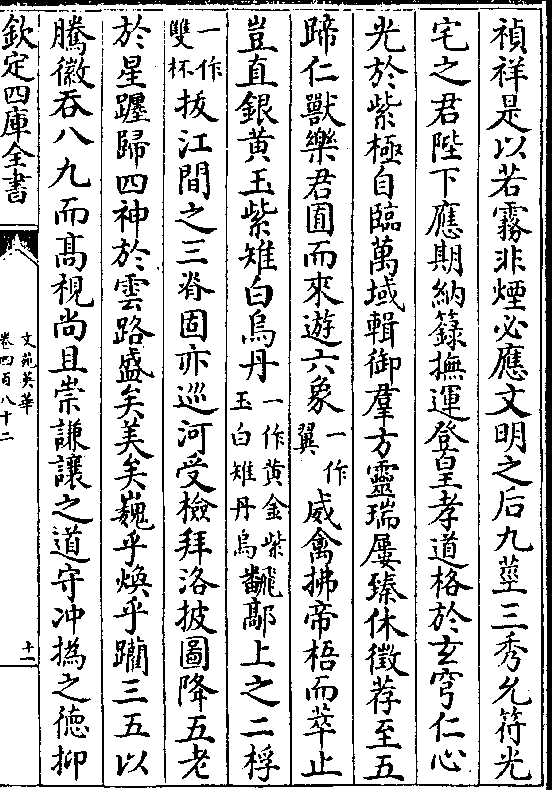 禎祥是以若霧非煙必應文明之后九莖三秀允符光
宅之君陛下應期納籙撫運登皇孝道格於玄穹仁心
光於紫極自臨萬域輯御羣方靈瑞屢臻休徵荐至五
蹄仁獸樂君囿而來遊六象一作翼威禽拂帝梧而萃止
豈直銀黄玉紫雉白烏丹一作黄金紫玉白雉丹烏飛鄗上之二桴
一作雙杯拔江間之三脊固亦巡河受檢拜洛披圖降五老
於星躔歸四神於雲路盛矣美矣巍乎煥乎躪三五以
騰徽吞八九而高視尚且崇謙讓之道守冲撝之德抑
欽定四庫全書
文苑英華
卷四百八十二
十一